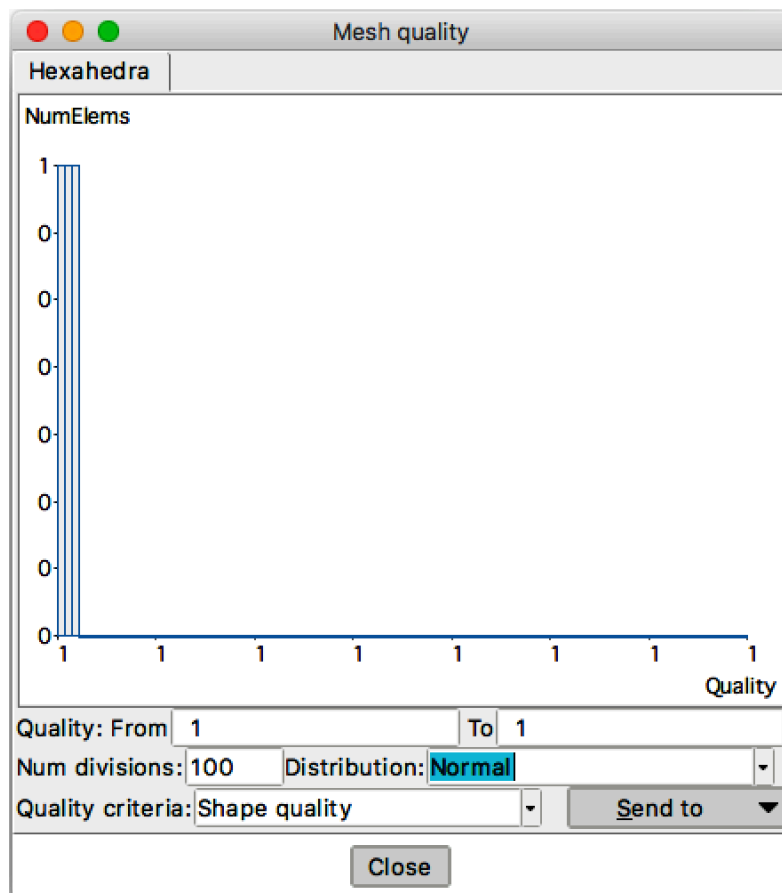 Mesh quality
Hexahedra
NumElems
1
0
0
0
0
0
0
0
1 1 1 1 1 1 1 1
Quality
Quality: From 1 To 1
Num divisions: 100 Distribution: Normal
Quality criteria: Shape quality Send to
Close